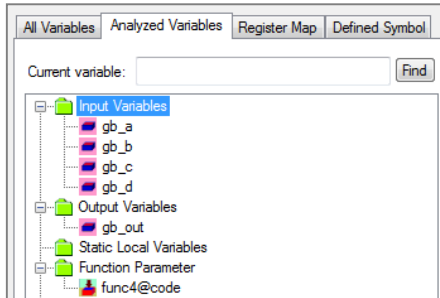 All Variables Analyzed Variables Register Map Defined Symbol
Current variable: Find
Input Variables
gb_a
gb_b
gb_c
gb_d
Output Variables
gb_out
Static Local Variables
Function Parameter
func4@code